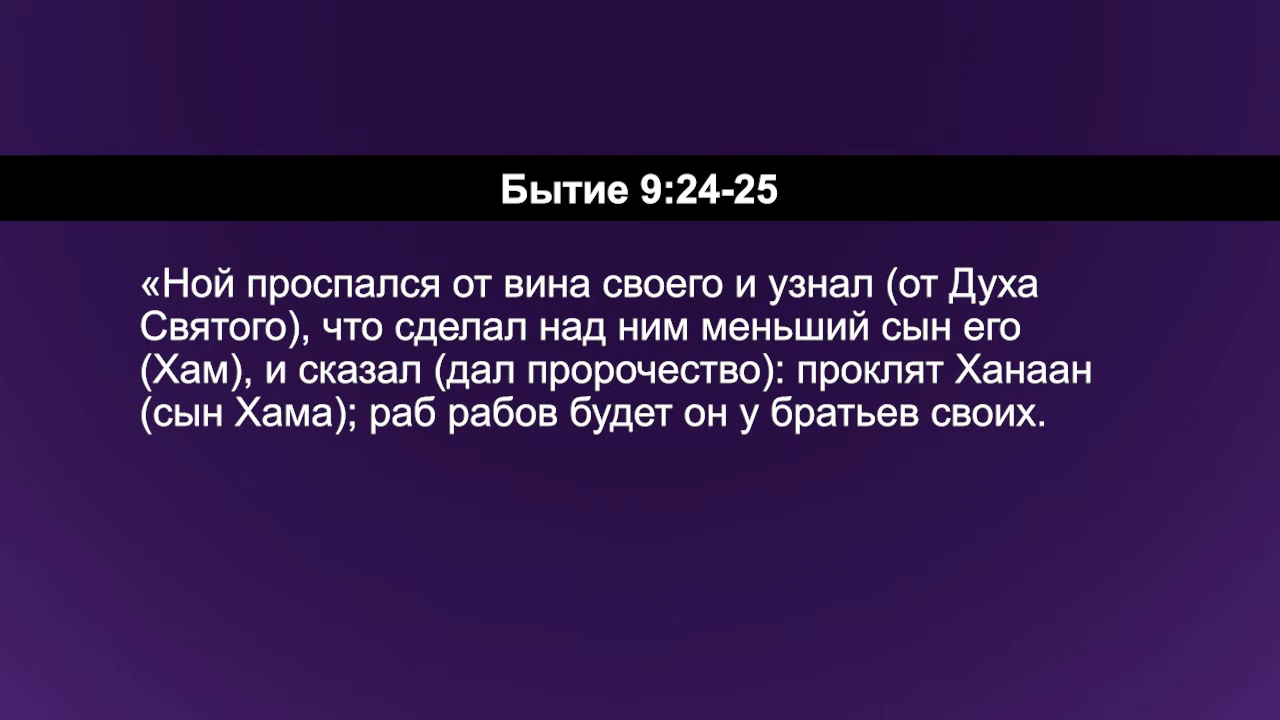 Бытие 9:24-25
«Ной проспался от вина своего и узнал (от Духа
Святого), что сделал над ним меньший сын его
(Хам), и сказал (дал пророчество): проклят Ханаан
(сын Хама); раб рабов будет он у братьев своих.